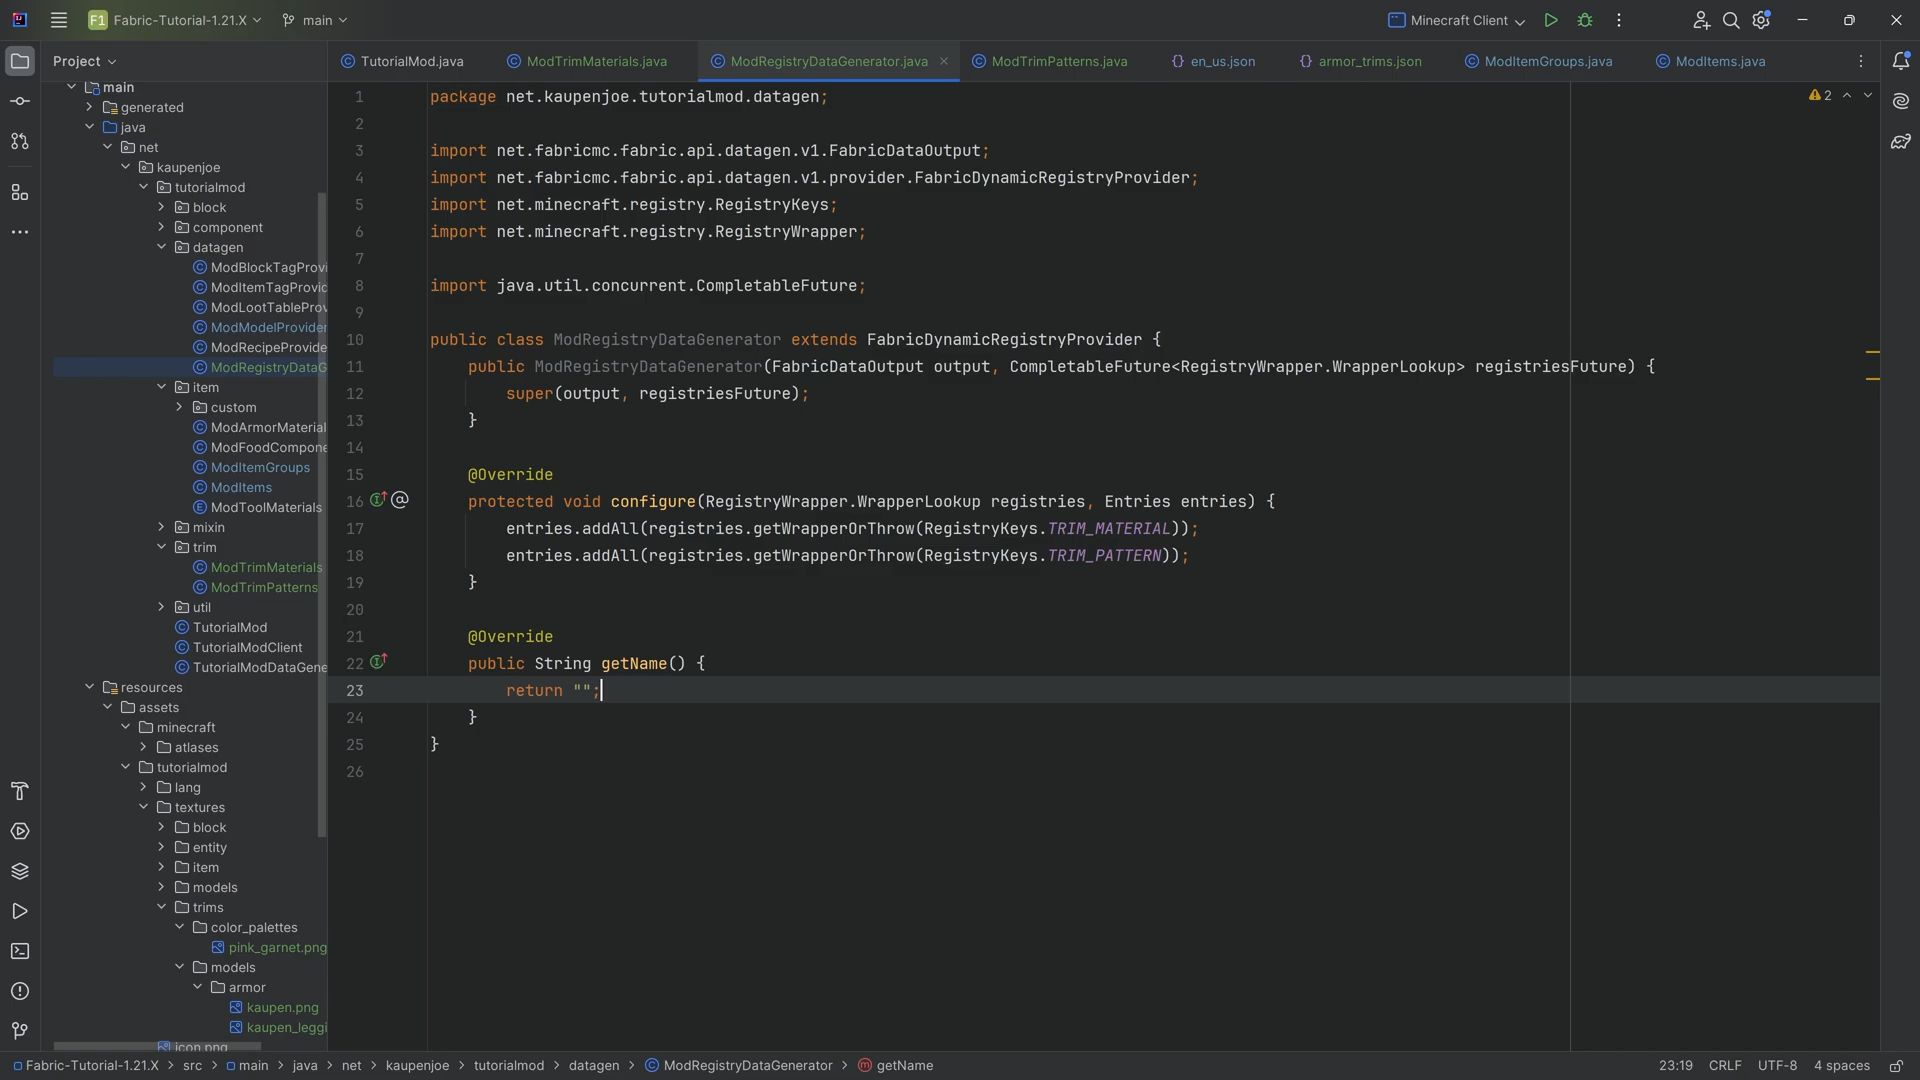 F1 Fabric-Tutorial-1.21.X main Minecraft Client
Project
TutorialMod.java ModTrimMaterials.java ModRegistryDataGenerator.java ModTrimPatterns.java en_us.json armor_trims.json ModItemGroups.java ModItems.java
main
generated
java
net
kaupenjoe
tutorialmod
block
component
datagen
ModBlockTagProvi
ModItemTagProvid
ModLootTableProv
ModModelProvider
ModRecipeProvide
ModRegistryDataG
item
custom
ModArmorMaterial
ModFoodCompone
ModItemGroups
ModItems
ModToolMaterials
mixin
trim
ModTrimMaterials
ModTrimPatterns
util
TutorialMod
TutorialModClient
TutorialModDataGene
resources
assets
minecraft
atlases
tutorialmod
lang
textures
block
entity
item
models
trims
color_palettes
pink_garnet.png
models
armor
kaupen.png
kaupen_leggi
icon.png
1 package net.kaupenjoe.tutorialmod.datagen;
2
3 import net.fabricmc.fabric.api.datagen.v1.FabricDataOutput;
4 import net.fabricmc.fabric.api.datagen.v1.provider.FabricDynamicRegistryProvider;
5 import net.minecraft.registry.RegistryKeys;
6 import net.minecraft.registry.RegistryWrapper;
7
8 import java.util.concurrent.CompletableFuture;
9
10 public class ModRegistryDataGenerator extends FabricDynamicRegistryProvider {
11 public ModRegistryDataGenerator(FabricDataOutput output, CompletableFuture<RegistryWrapper.WrapperLookup> registriesFuture) {
12 super(output, registriesFuture);
13 }
14
15 @Override
16 protected void configure(RegistryWrapper.WrapperLookup registries, Entries entries) {
17 entries.addAll(registries.getWrapperOrThrow(RegistryKeys.TRIM_MATERIAL));
18 entries.addAll(registries.getWrapperOrThrow(RegistryKeys.TRIM_PATTERN));
19 }
20
21 @Override
22 public String getName() {
23 return "";
24 }
25 }
26
2
Fabric-Tutorial-1.21.X > src > main > java > net > kaupenjoe > tutorialmod > datagen > ModRegistryDataGenerator > getName 23:19 CRLF UTF-8 4 spaces